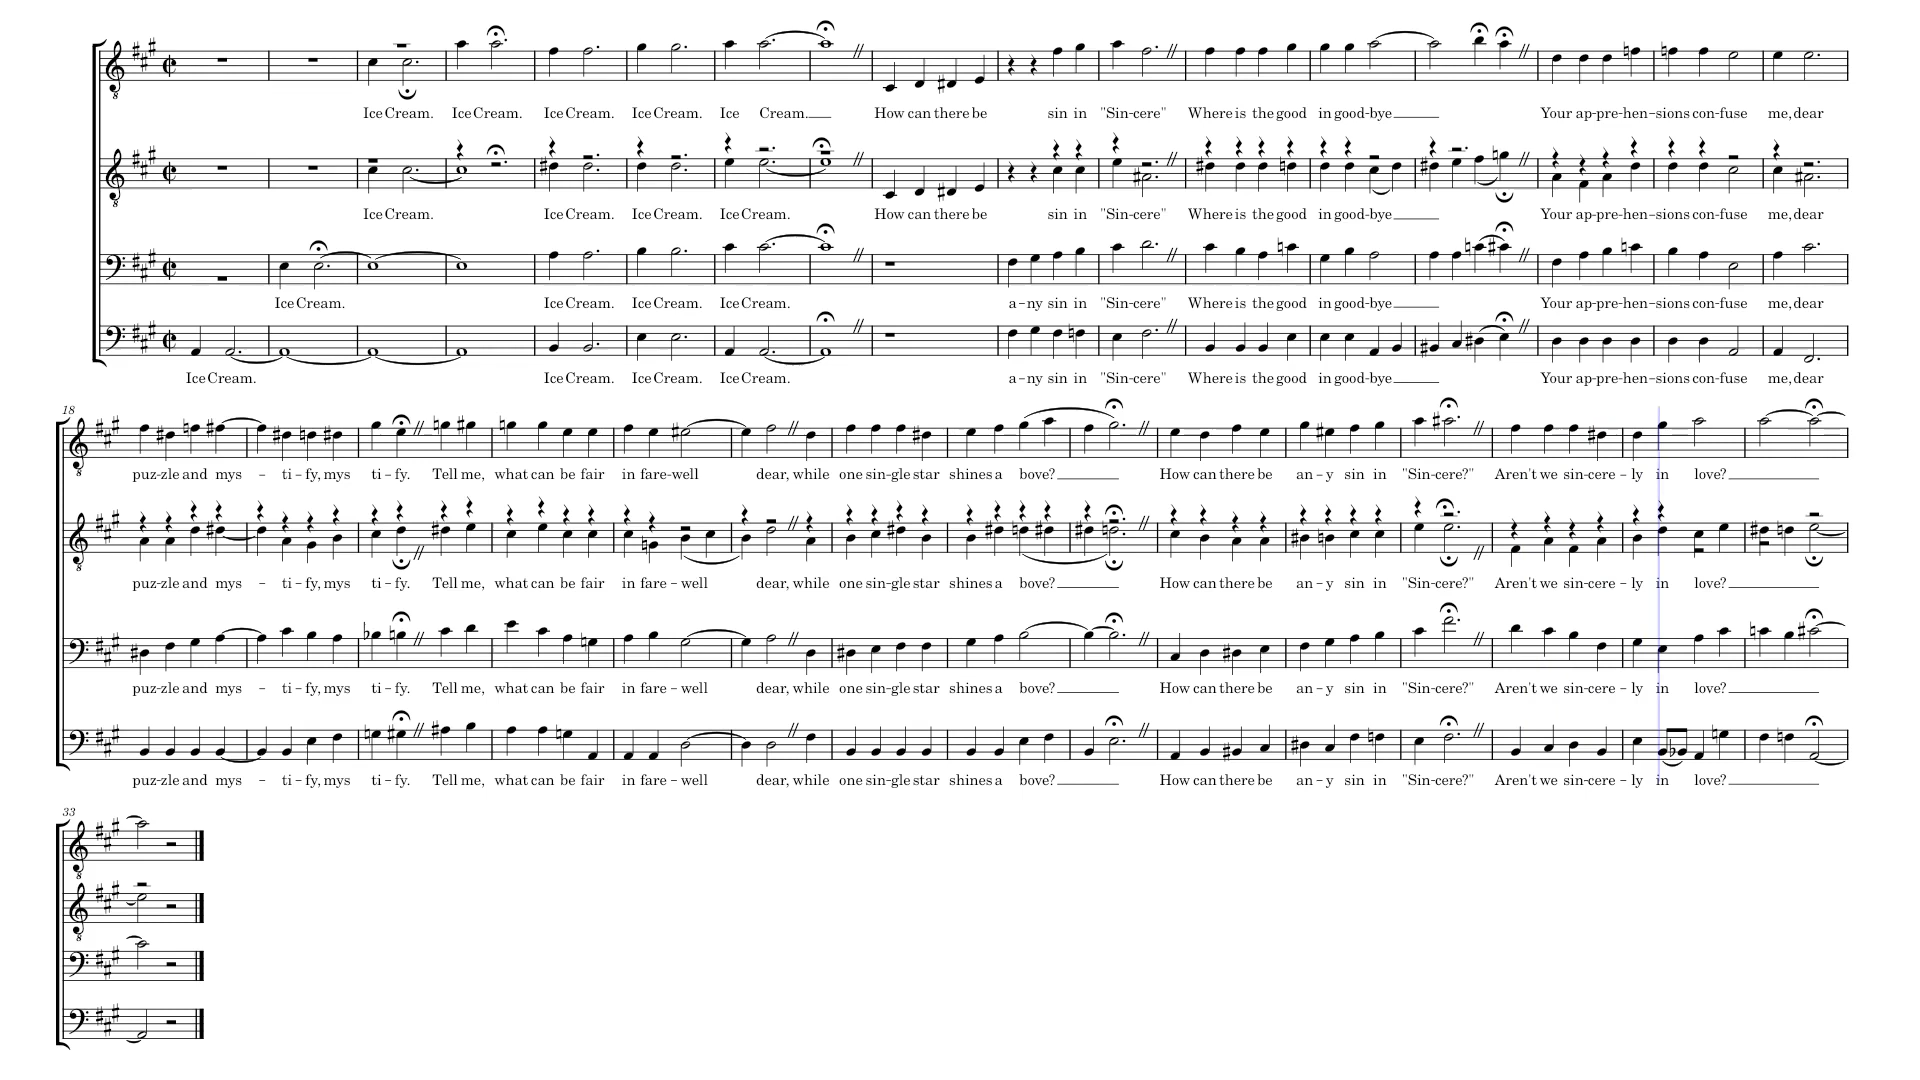 Ice Cream. Ice Cream. Ice Cream. Ice Cream. Ice Cream. How can there be sin in "Sin-cere" Where is the good in good-bye Your ap-pre-hen-sions con-fuse me, dear
Ice Cream. Ice Cream. Ice Cream. Ice Cream. How can there be sin in "Sin-cere" Where is the good in good-bye Your ap-pre-hen-sions con-fuse me, dear
Ice Cream. Ice Cream. Ice Cream. Ice Cream. a-ny sin in "Sin-cere" Where is the good in good-bye Your ap-pre-hen-sions con-fuse me, dear
Ice Cream. Ice Cream. Ice Cream. Ice Cream. a-ny sin in "Sin-cere" Where is the good in good-bye Your ap-pre-hen-sions con-fuse me, dear
18
puz-zle and mys - ti-fy, mys ti-fy. Tell me, what can be fair in fare-well dear, while one sin-gle star shines a bove? How can there be an-y sin in "Sin-cere?" Aren't we sin-cere-ly in love?
puz-zle and mys - ti-fy, mys ti-fy. Tell me, what can be fair in fare-well dear, while one sin-gle star shines a bove? How can there be an-y sin in "Sin-cere?" Aren't we sin-cere-ly in love?
puz-zle and mys - ti-fy, mys ti-fy. Tell me, what can be fair in fare-well dear, while one sin-gle star shines a bove? How can there be an-y sin in "Sin-cere?" Aren't we sin-cere-ly in love?
puz-zle and mys - ti-fy, mys ti-fy. Tell me, what can be fair in fare-well dear, while one sin-gle star shines a bove? How can there be an-y sin in "Sin-cere?" Aren't we sin-cere-ly in love?
33